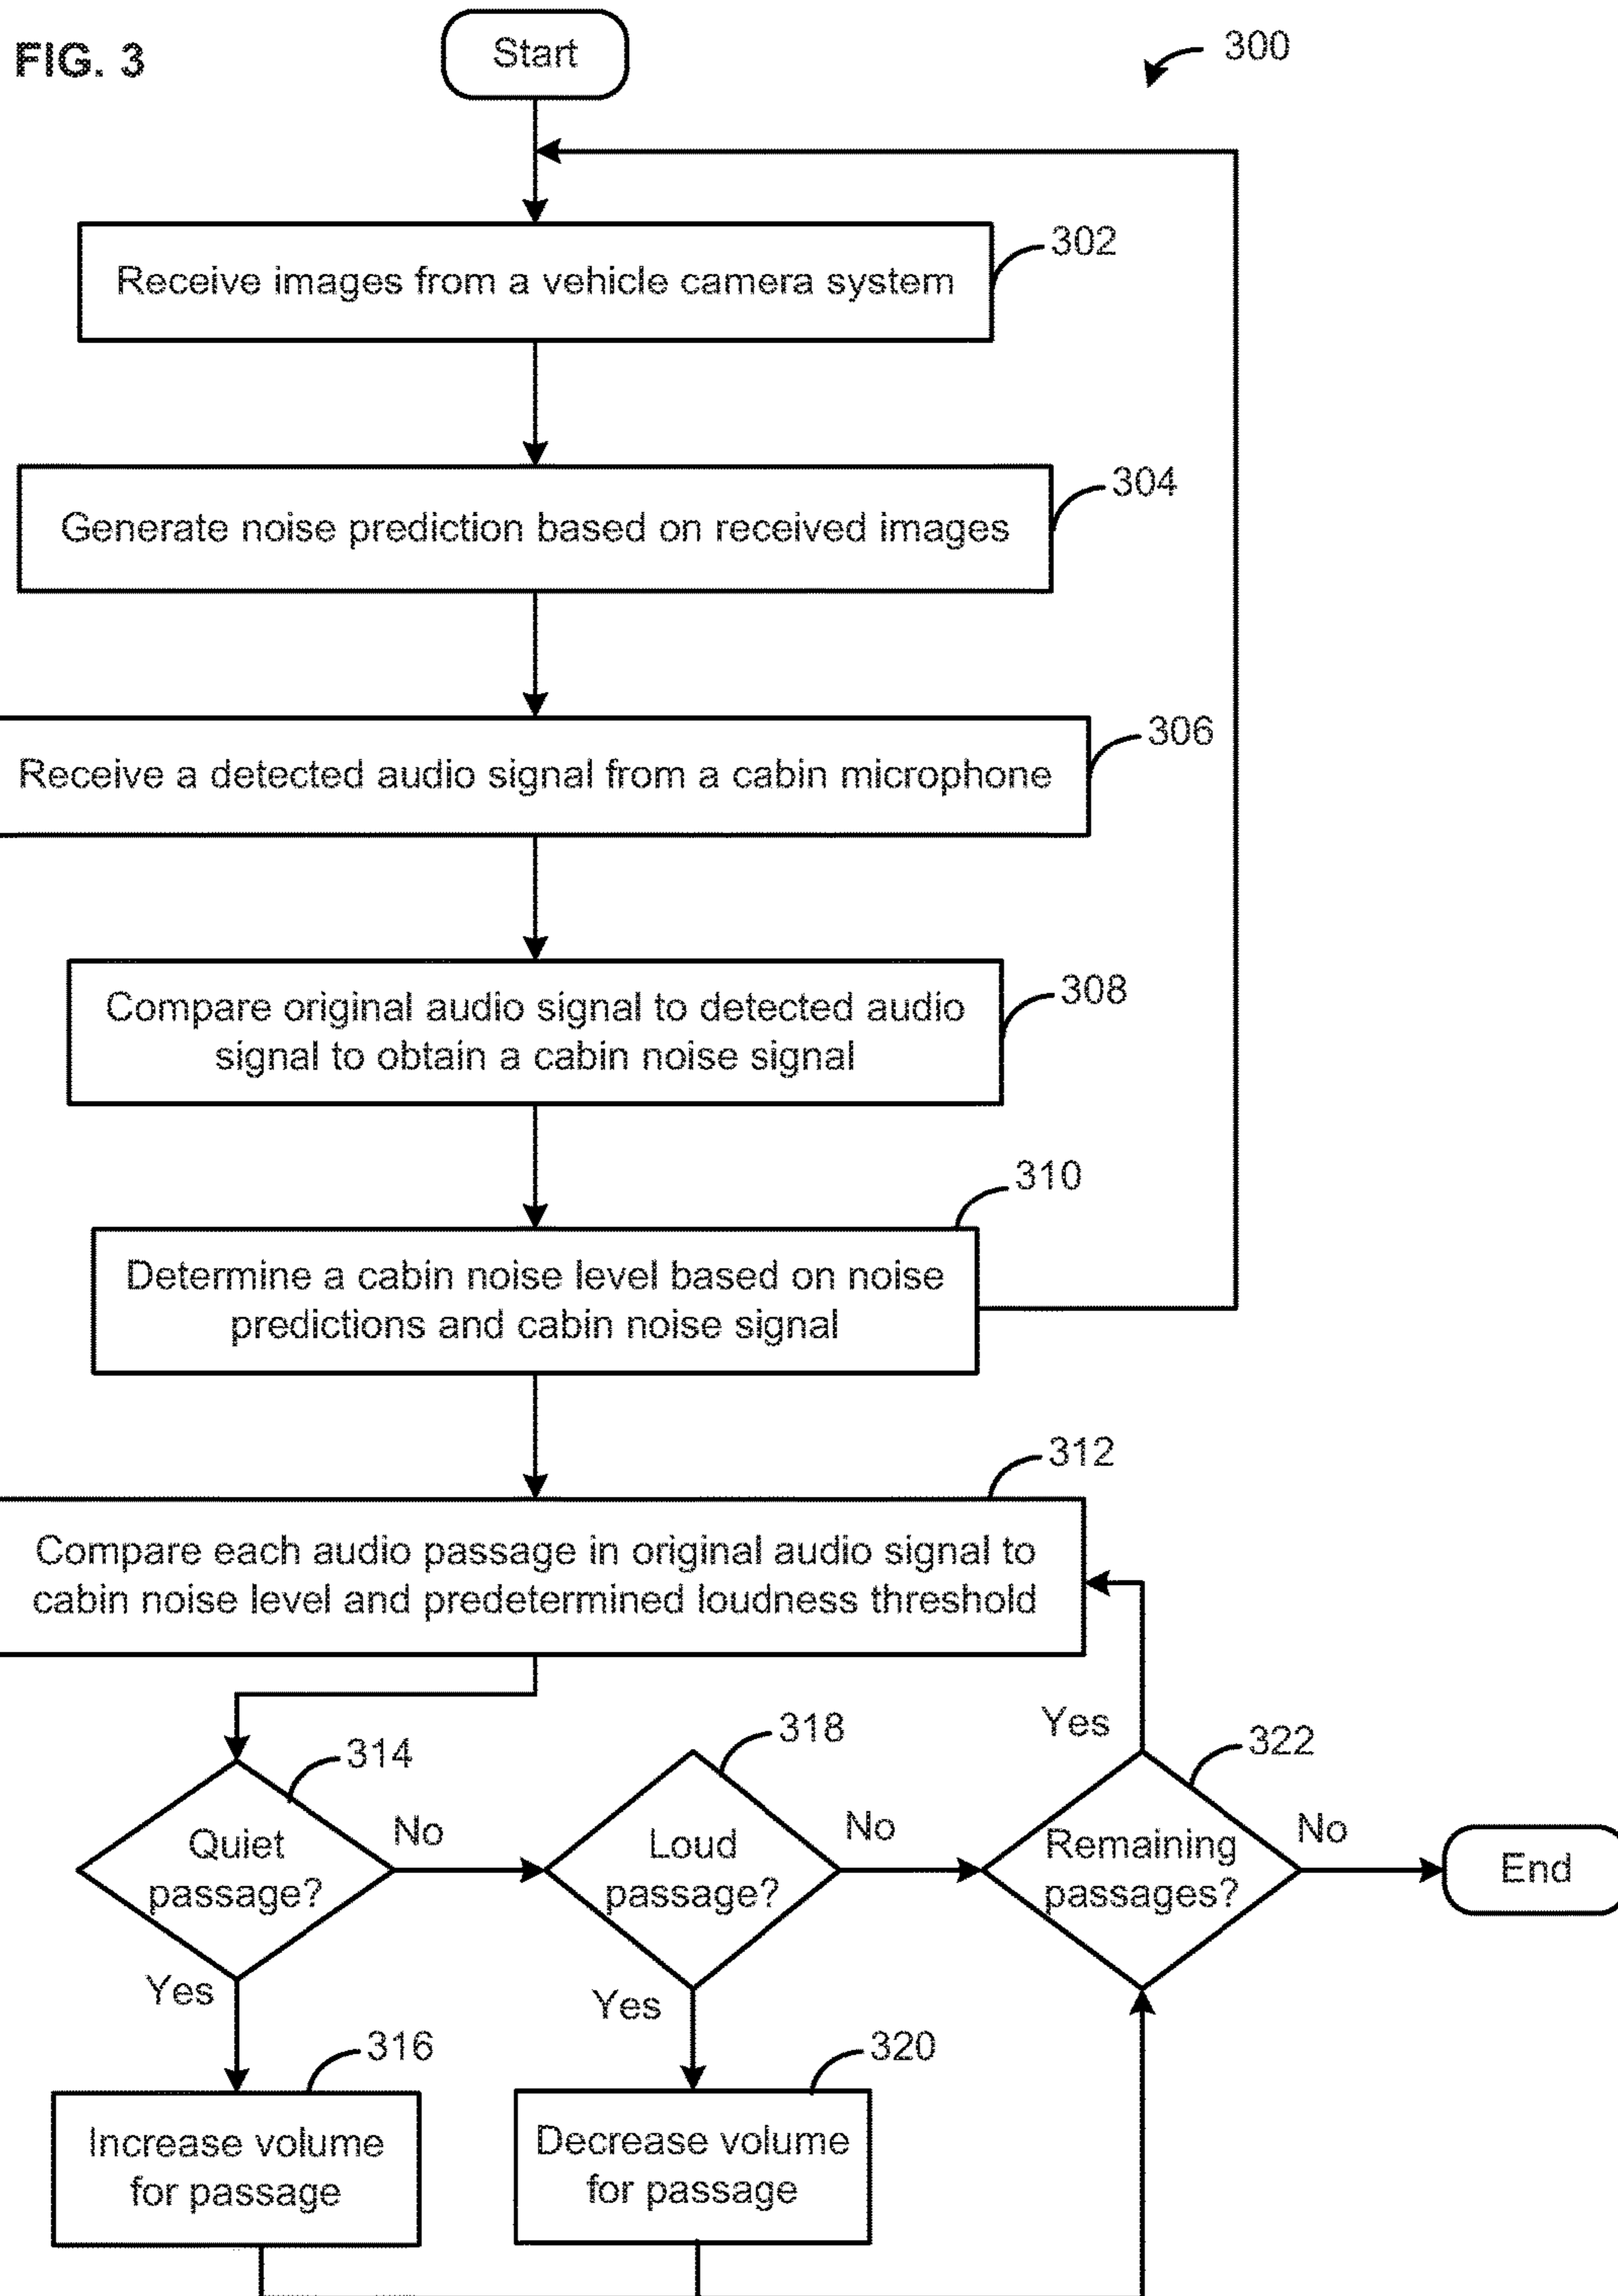 FIG. 3
Start
300
Receive images from a vehicle camera system
302
Generate noise prediction based on received images
304
Receive a detected audio signal from a cabin microphone
306
Compare original audio signal to detected audio
signal to obtain a cabin noise signal
308
Determine a cabin noise level based on noise
predictions and cabin noise signal
310
Compare each audio passage in original audio signal to
cabin noise level and predetermined loudness threshold
312
Quiet
passage?
314
No
Yes
Loud
passage?
318
No
Yes
Remaining
passages?
322
Yes
No
End
Increase volume
for passage
316
Decrease volume
for passage
320